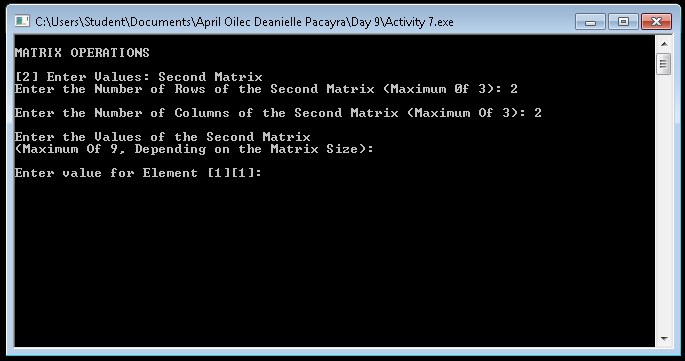 C:\Users\Student\Documents\April Oilec Deanielle Pacayra\Day 9\Activity 7.exe
MATRIX OPERATIONS
[2] Enter Values: Second Matrix
Enter the Number of Rows of the Second Matrix (Maximum 0f 3): 2
Enter the Number of Columns of the Second Matrix (Maximum Of 3): 2
Enter the Values of the Second Matrix
(Maximum Of 9, Depending on the Matrix Size):
Enter value for Element [1][1]: